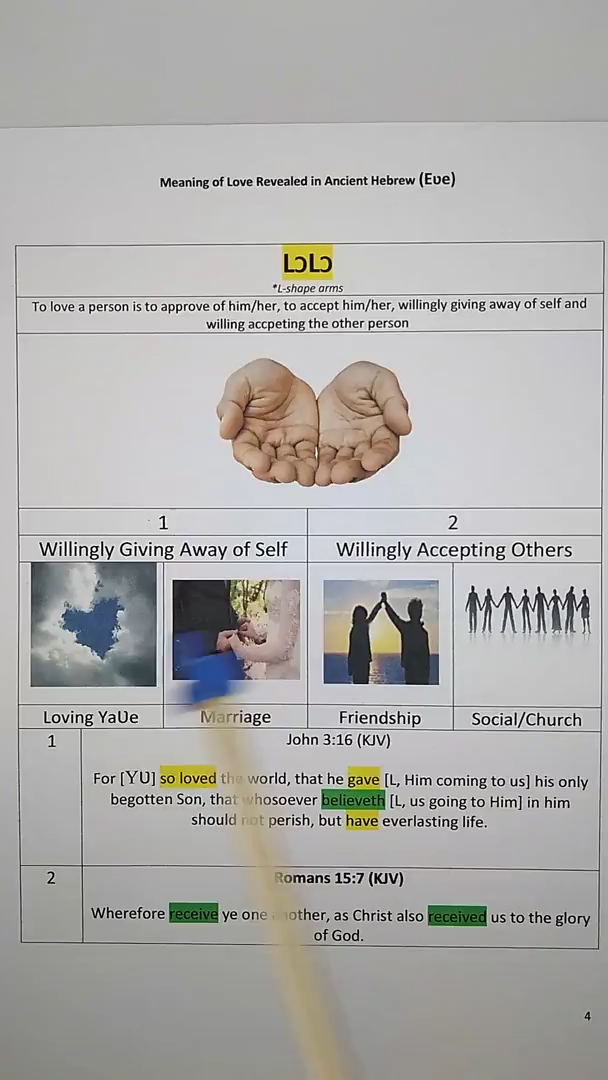 Meaning of Love Revealed in Ancient Hebrew (Eʋe)
LɔLɔ
*L-shape arms
To love a person is to approve of him/her, to accept him/her, willingly giving away of self and
willing accpeting the other person
1
2
Willingly Giving Away of Self
Willingly Accepting Others
Loving YaƲe
Marriage
Friendship
Social/Church
1
John 3:16 (KJV)
For [YƲ] so loved the world, that he gave [L, Him coming to us] his only
begotten Son, that whosoever believeth [L, us going to Him] in him
should not perish, but have everlasting life.
2
Romans 15:7 (KJV)
Wherefore receive ye one another, as Christ also received us to the glory
of God.
4